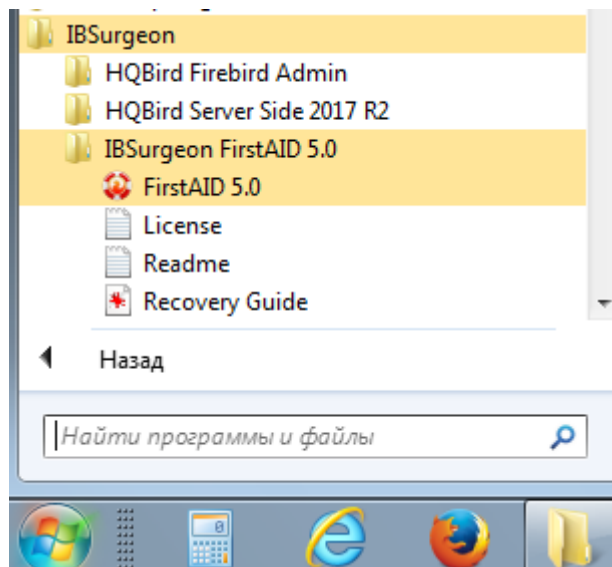 IBSurgeon
HQBird Firebird Admin
HQBird Server Side 2017 R2
IBSurgeon FirstAID 5.0
FirstAID 5.0
License
Readme
Recovery Guide
Назад
Найти программы и файлы
0